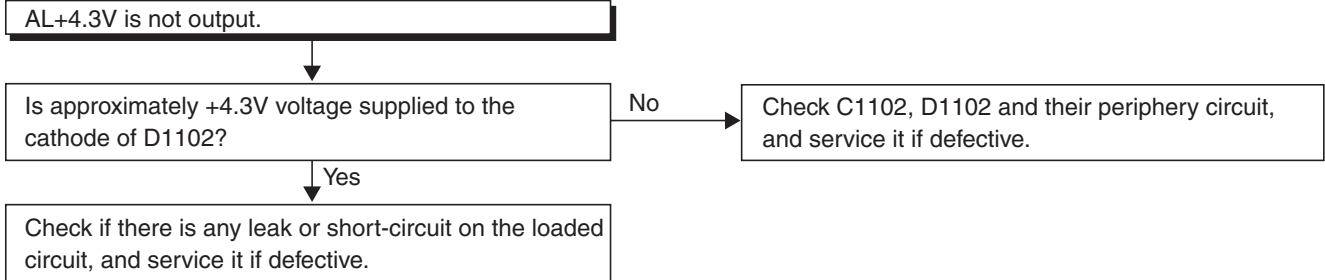 AL+4.3V is not output.
Is approximately +4.3V voltage supplied to the
cathode of D1102?
No
Check C1102, D1102 and their periphery circuit,
and service it if defective.
Yes
Check if there is any leak or short-circuit on the loaded
circuit, and service it if defective.